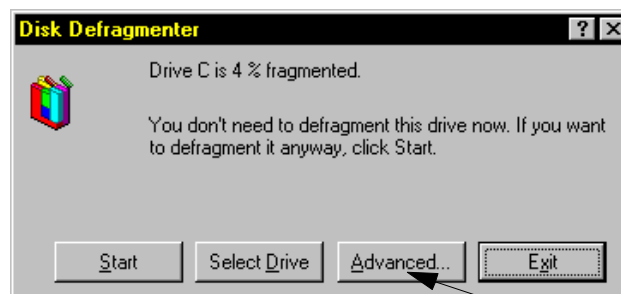 Disk Defragmenter
Drive C is 4 % fragmented.
You don't need to defragment this drive now. If you want
to defragment it anyway, click Start.
Start
Select Drive
Advanced...
Exit